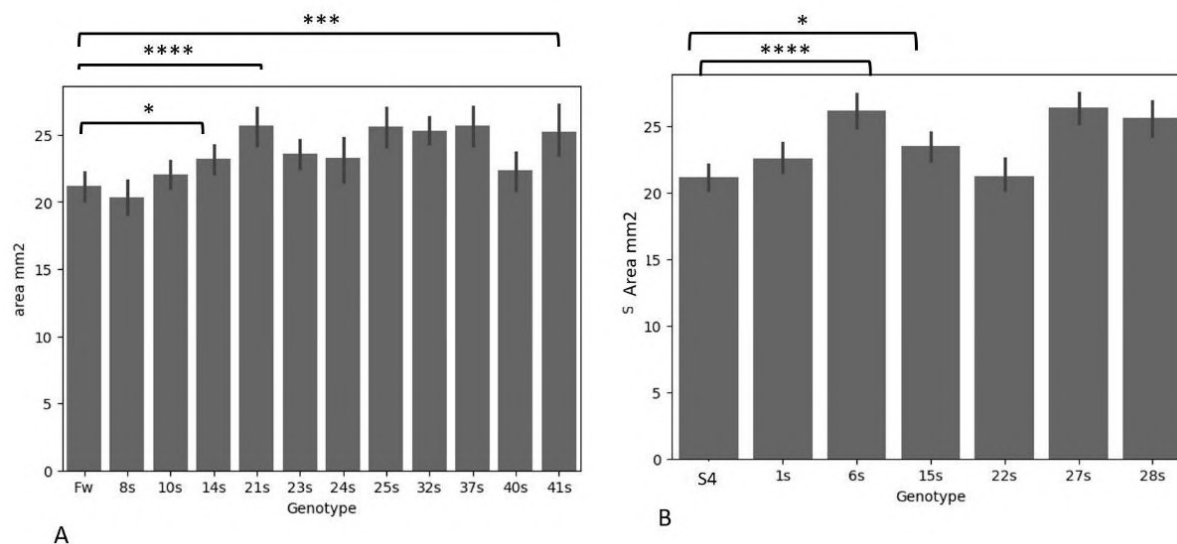 ***
****
*
area mm2
25
20
15
10
5
0
Fw 8s 10s 14s 21s 23s 24s 25s 32s 37s 40s 41s
Genotype
A
*
****
S Area mm2
25
20
15
10
5
0
S4 1s 6s 15s 22s 27s 28s
Genotype
B